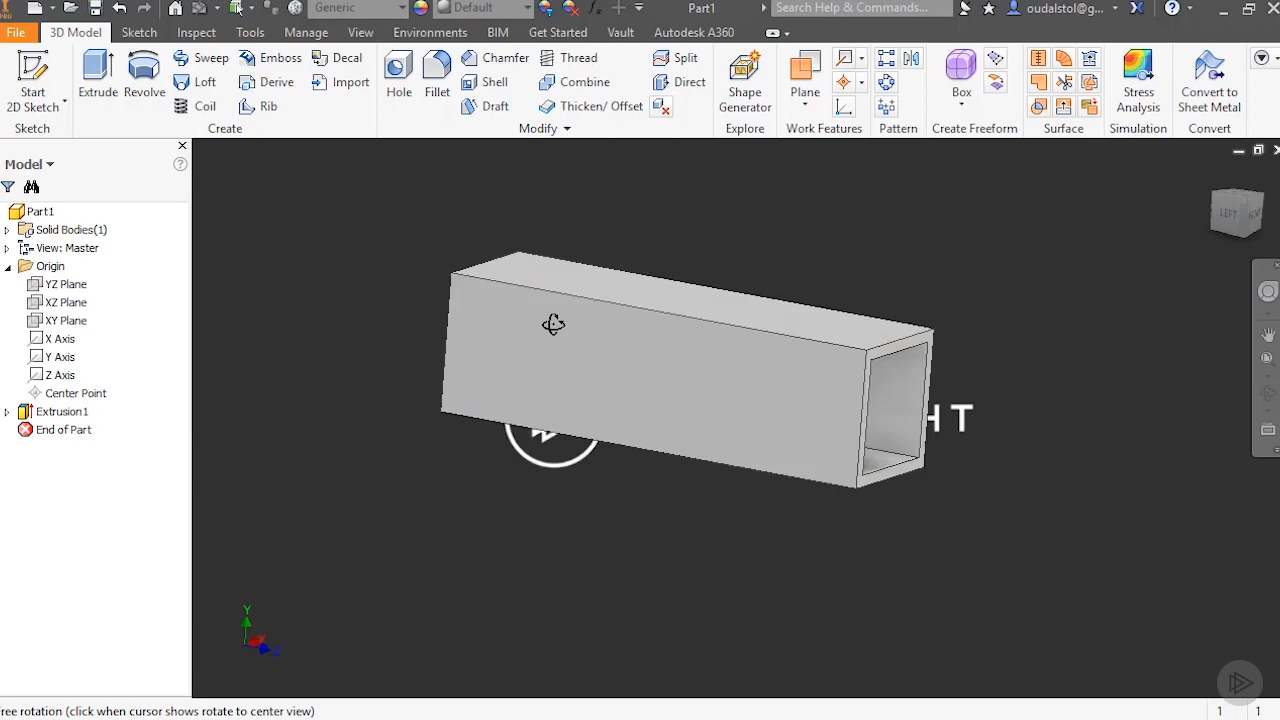 PRO Generic Default Part1 Search Help & Commands... oudalstol@g...
File 3D Model Sketch Inspect Tools Manage View Environments BIM Get Started Vault Autodesk A360
Start 2D Sketch
Extrude Revolve
Sweep Emboss Decal
Loft Derive Import
Coil Rib
Hole Fillet
Chamfer Thread Split
Shell Combine Direct
Draft Thicken/ Offset
Shape Generator
Plane
Box
Stress Analysis
Convert to Sheet Metal
Sketch Create Modify Explore Work Features Pattern Create Freeform Surface Simulation Convert
Model
Part1
Solid Bodies(1)
View: Master
Origin
YZ Plane
XZ Plane
XY Plane
X Axis
Y Axis
Z Axis
Center Point
Extrusion1
End of Part
LEFT
HT
Y
X
Z
Free rotation (click when cursor shows rotate to center view) 1 1